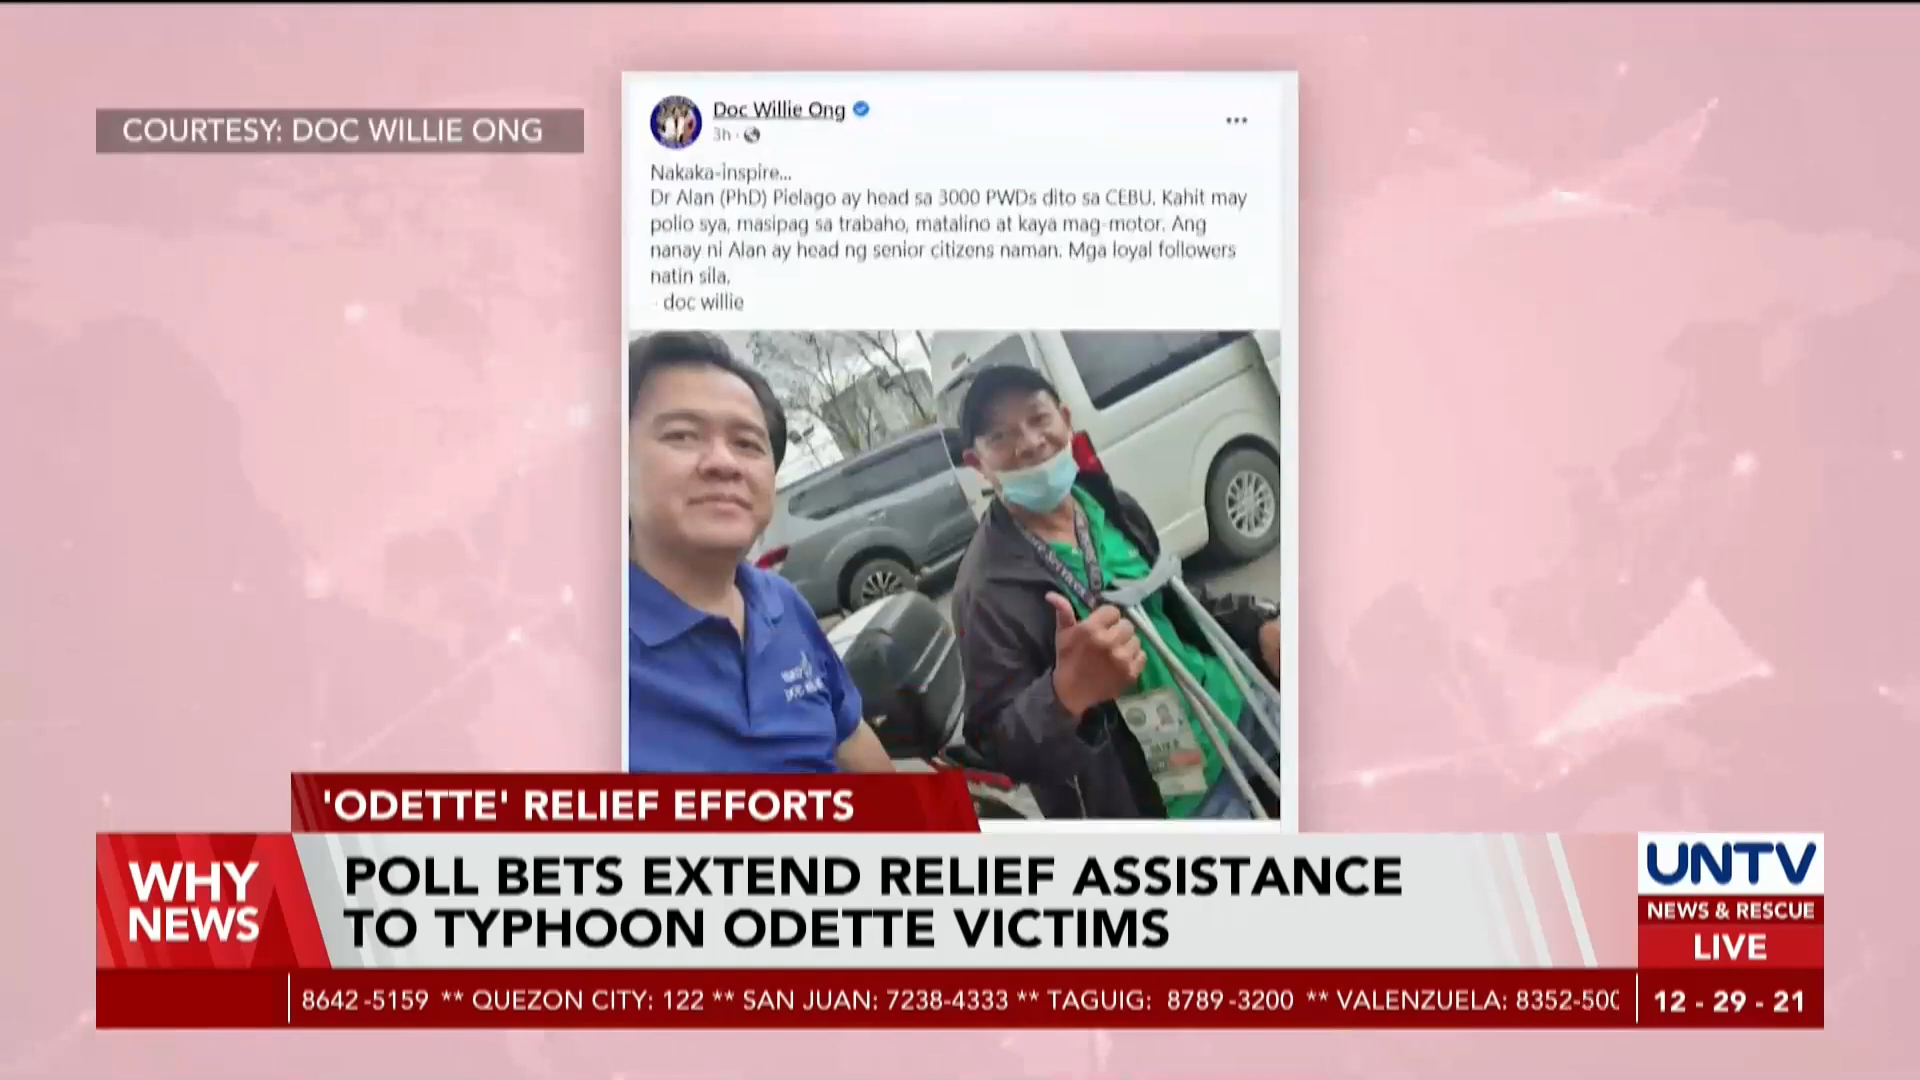 COURTESY: DOC WILLIE ONG
Doc Willie Ong
3h
Nakaka-inspire...
Dr Alan (PhD) Pielago ay head sa 3000 PWDs dito sa CEBU. Kahit may
polio sya, masipag sa trabaho, matalino at kaya mag-motor. Ang
nanay ni Alan ay head ng senior citizens naman. Mga loyal followers
natin sila.
- doc willie
'ODETTE' RELIEF EFFORTS
WHY
NEWS
POLL BETS EXTEND RELIEF ASSISTANCE
TO TYPHOON ODETTE VICTIMS
UNTV
NEWS & RESCUE
LIVE
8642-5159 ** QUEZON CITY: 122 ** SAN JUAN: 7238-4333 ** TAGUIG: 8789-3200 ** VALENZUELA: 8352-500
12 - 29 - 21